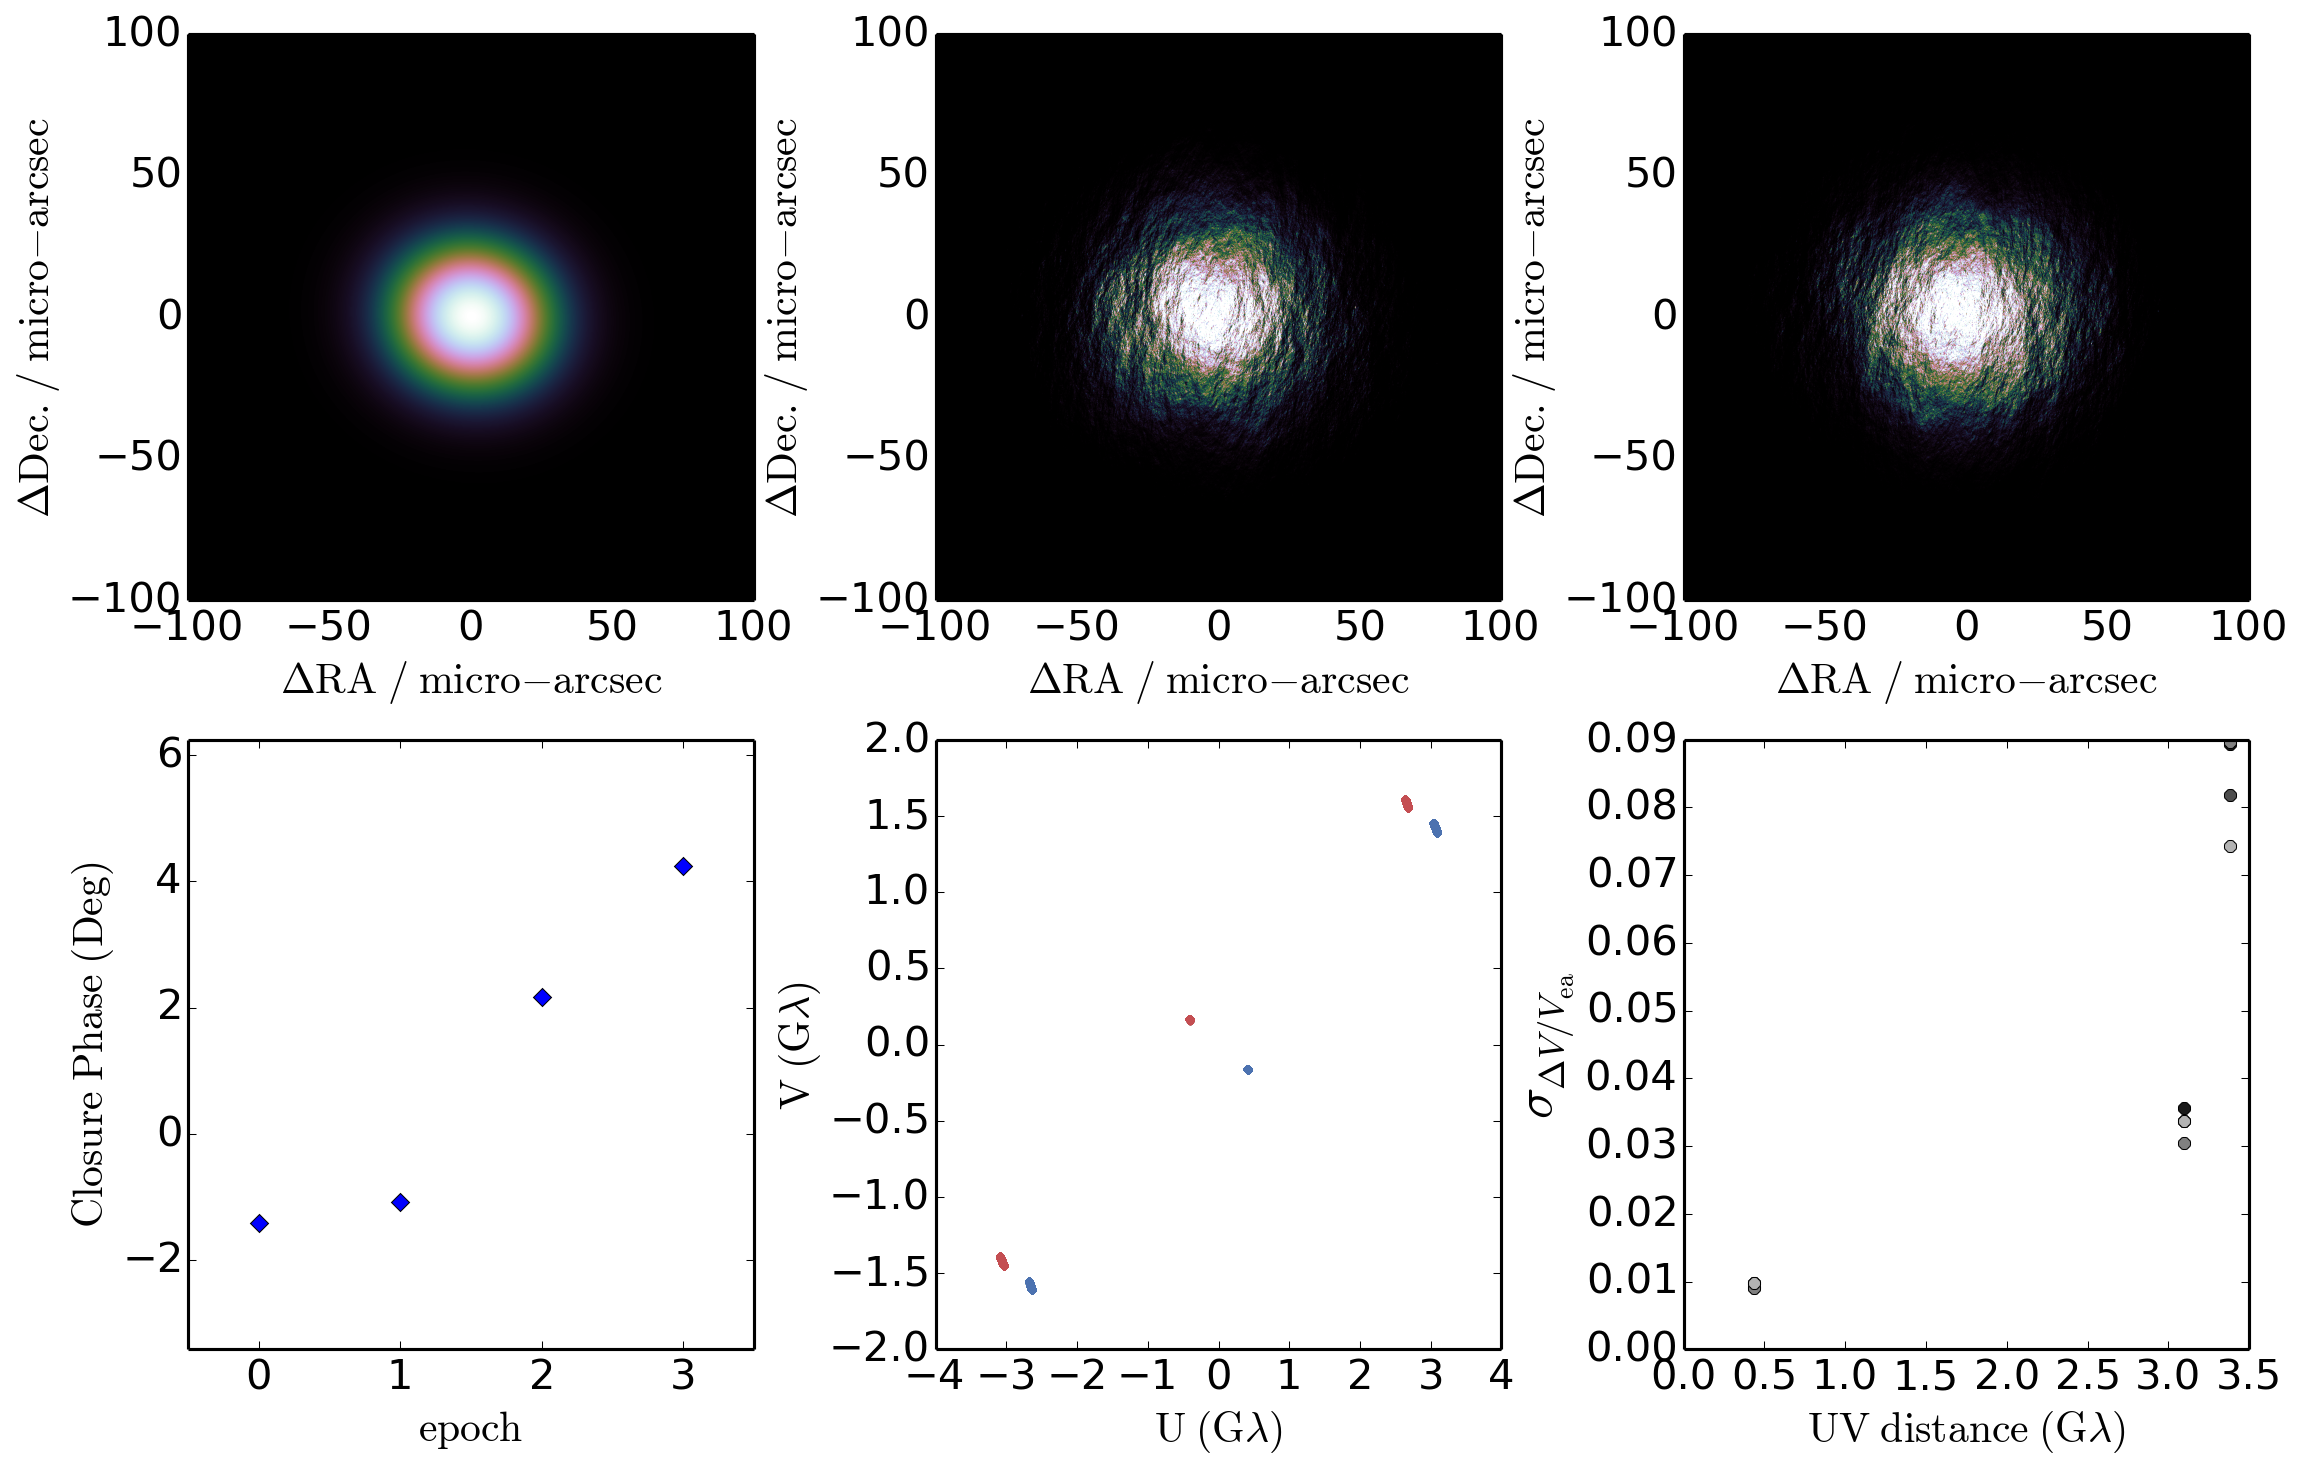 100
50
0
−50
−100
−100 −50 0 50 100
ΔDec. / micro−arcsec
ΔRA / micro−arcsec
100
50
0
−50
−100
−100 −50 0 50 100
ΔDec. / micro−arcsec
ΔRA / micro−arcsec
100
50
0
−50
−100
−100 −50 0 50 100
ΔDec. / micro−arcsec
ΔRA / micro−arcsec
6
4
2
0
−2
0 1 2 3
Closure Phase (Deg)
epoch
2.0
1.5
1.0
0.5
0.0
−0.5
−1.0
−1.5
−2.0
−4 −3 −2 −1 0 1 2 3 4
V (Gλ)
U (Gλ)
0.09
0.08
0.07
0.06
0.05
0.04
0.03
0.02
0.01
0.00
0.0 0.5 1.0 1.5 2.0 2.5 3.0 3.5
σΔV/Vea
UV distance (Gλ)